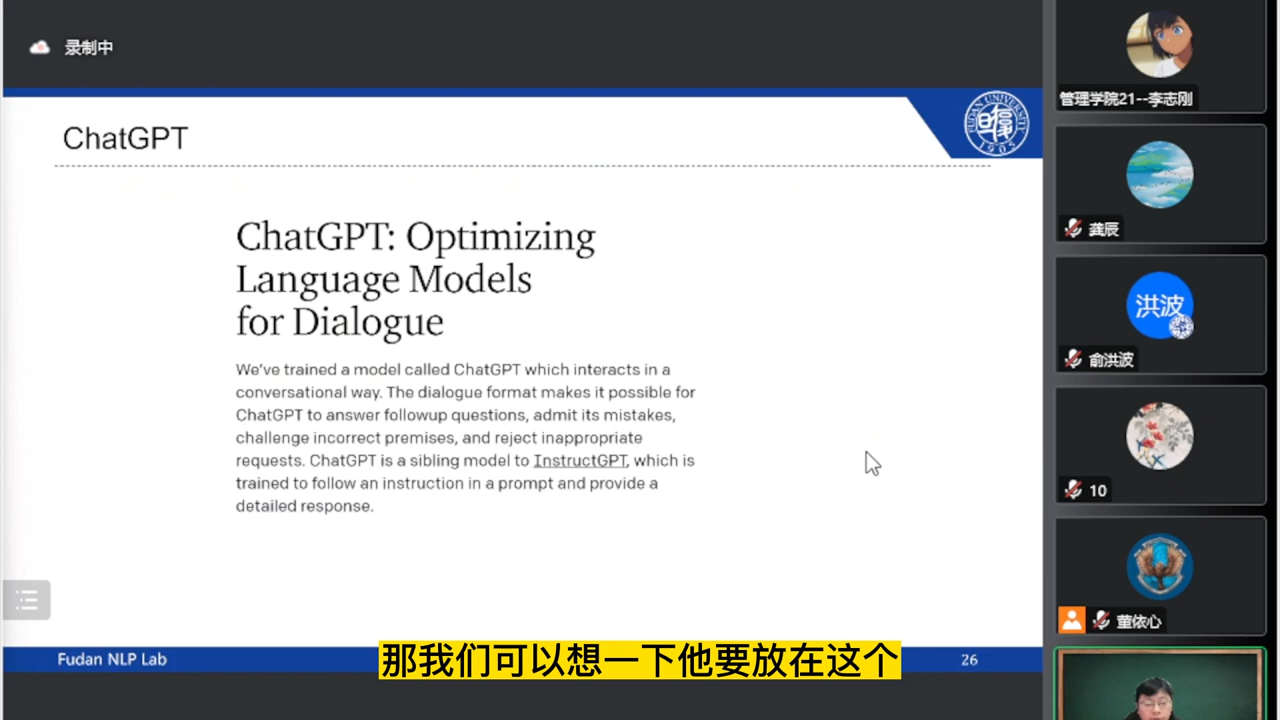 录制中
ChatGPT
FUDAN UNIVERSITY
1905
ChatGPT: Optimizing
Language Models
for Dialogue
We've trained a model called ChatGPT which interacts in a
conversational way. The dialogue format makes it possible for
ChatGPT to answer followup questions, admit its mistakes,
challenge incorrect premises, and reject inappropriate
requests. ChatGPT is a sibling model to InstructGPT, which is
trained to follow an instruction in a prompt and provide a
detailed response.
Fudan NLP Lab
26
那我们可以想一下他要放在这个
管理学院21--李志刚
龚辰
洪波
俞洪波
10
董依心